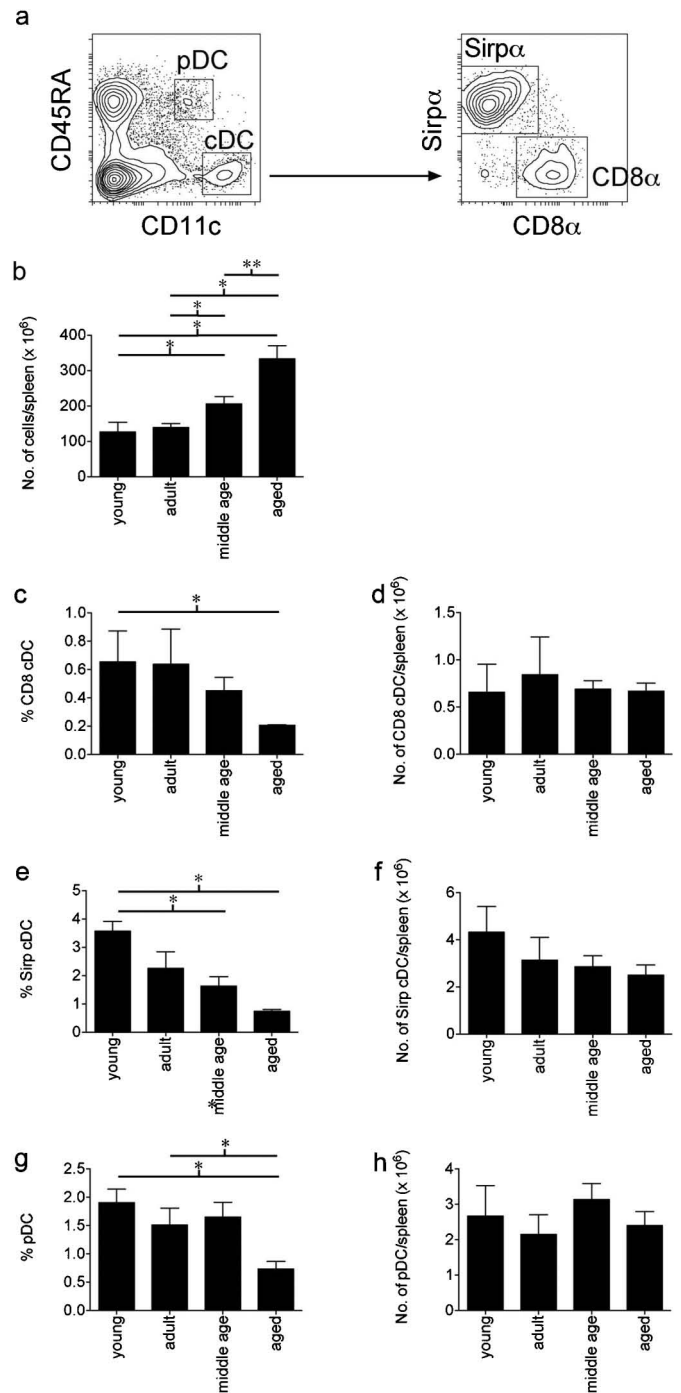 a
CD45RA
pDC
cDC
CD11c
Sirpα
Sirpα
CD8α
CD8α
b
**
*
*
*
*
No. of cells/spleen (x 10⁶)
400
300
200
100
0
young
adult
middle age
aged
c
*
% CD8 cDC
1.0
0.8
0.6
0.4
0.2
0.0
young
adult
middle age
aged
d
No. of CD8 cDC/spleen (x 10⁶)
1.5
1.0
0.5
0.0
young
adult
middle age
aged
e
*
*
% Sirp cDC
5
4
3
2
1
0
young
adult
middle age
aged
*
f
No. of Sirp cDC/spleen (x 10⁶)
6
4
2
0
young
adult
middle age
aged
g
*
*
% pDC
2.5
2.0
1.5
1.0
0.5
0.0
young
adult
middle age
aged
h
No. of pDC/spleen (x 10⁶)
4
3
2
1
0
young
adult
middle age
aged